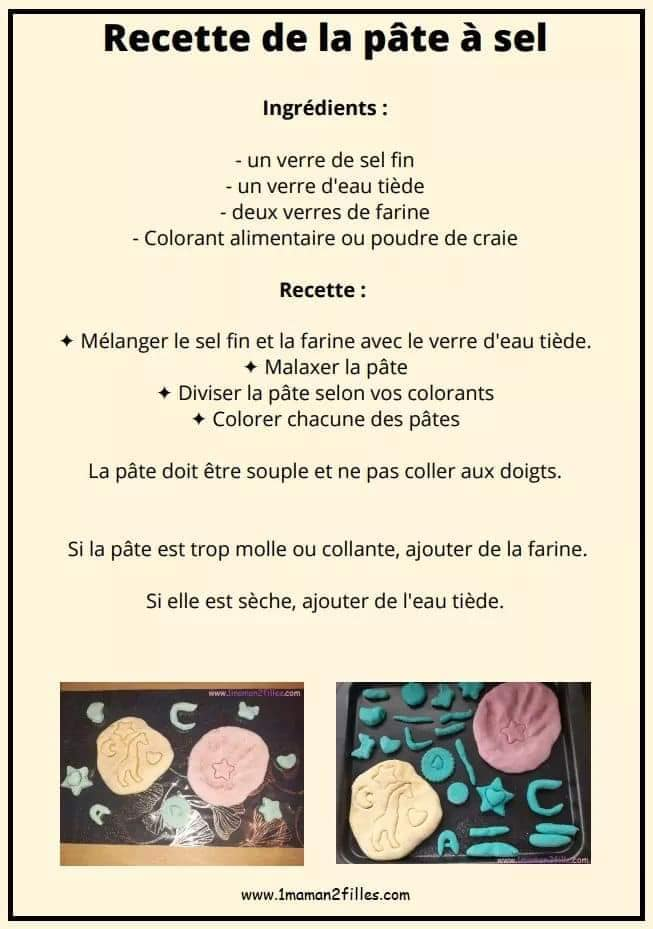 Recette de la pâte à sel
Ingrédients :
- un verre de sel fin
- un verre d'eau tiède
- deux verres de farine
- Colorant alimentaire ou poudre de craie
Recette :
✦ Mélanger le sel fin et la farine avec le verre d'eau tiède.
✦ Malaxer la pâte
✦ Diviser la pâte selon vos colorants
✦ Colorer chacune des pâtes
La pâte doit être souple et ne pas coller aux doigts.
Si la pâte est trop molle ou collante, ajouter de la farine.
Si elle est sèche, ajouter de l'eau tiède.
www.1maman2filles.com
www.1maman2filles.com
www.1maman2filles.com